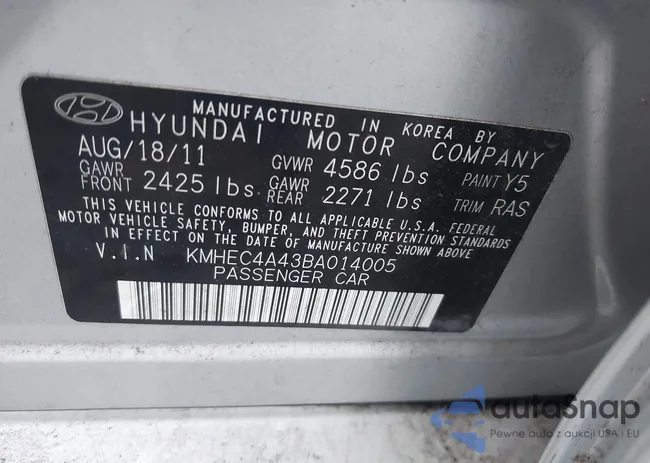 MANUFACTURED IN KOREA BY
HYUNDAI MOTOR COMPANY
AUG/18/11 GVWR 4586 lbs PAINT Y5
GAWR FRONT 2425 lbs GAWR REAR 2271 lbs TRIM RAS
THIS VEHICLE CONFORMS TO ALL APPLICABLE U.S.A. FEDERAL
MOTOR VEHICLE SAFETY, BUMPER, AND THEFT PREVENTION STANDARDS
IN EFFECT ON THE DATE OF MANUFACTURE SHOWN ABOVE.
V.I.N KMHEC4A43BA014005
PASSENGER CAR
autoSnap
Pewne auto z aukcji USA i EU